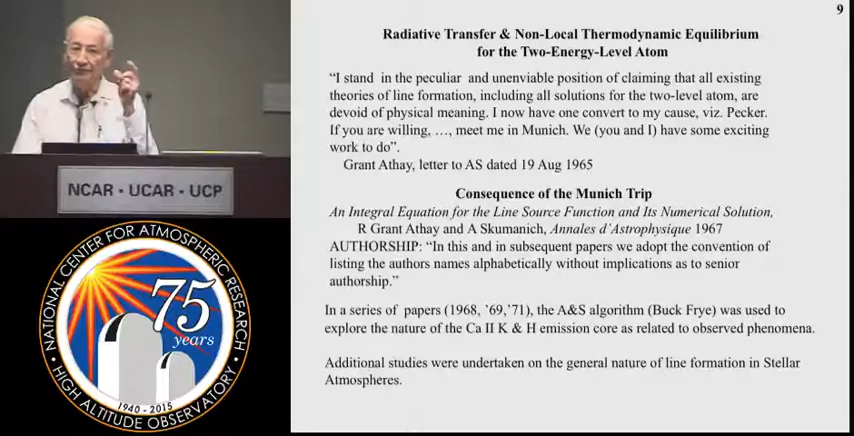 9
Radiative Transfer & Non-Local Thermodynamic Equilibrium
for the Two-Energy-Level Atom
“I stand in the peculiar and unenviable position of claiming that all existing
theories of line formation, including all solutions for the two-level atom, are
devoid of physical meaning. I now have one convert to my cause, viz. Pecker.
If you are willing, …, meet me in Munich. We (you and I) have some exciting
work to do”.
Grant Athay, letter to AS dated 19 Aug 1965
Consequence of the Munich Trip
An Integral Equation for the Line Source Function and Its Numerical Solution,
R Grant Athay and A Skumanich, Annales d’Astrophysique 1967
AUTHORSHIP: “In this and in subsequent papers we adopt the convention of
listing the authors names alphabetically without implications as to senior
authorship.”
In a series of papers (1968, ’69,’71), the A&S algorithm (Buck Frye) was used to
explore the nature of the Ca II K & H emission core as related to observed phenomena.
Additional studies were undertaken on the general nature of line formation in Stellar
Atmospheres.
NCAR • UCAR • UCP
NATIONAL CENTER FOR ATMOSPHERIC RESEARCH
75
years
1940 - 2015
HIGH ALTITUDE OBSERVATORY